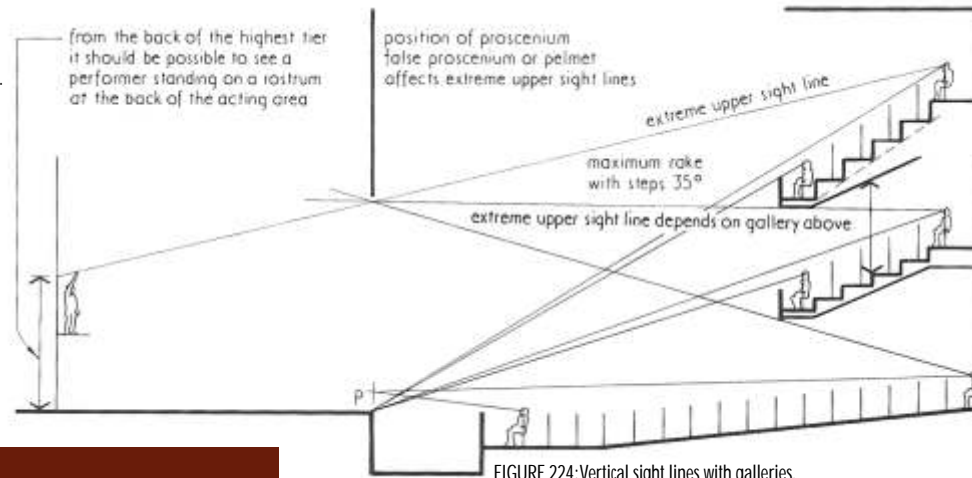 from the back of the highest tier
it should be possible to see a
performer standing on a rostrum
at the back of the acting area
position of proscenium
false proscenium or pelmet
affects extreme upper sight lines
extreme upper sight line
maximum rake
with steps 35°
extreme upper sight line depends on gallery above
P
FIGURE 224:Vertical sight lines with galleries